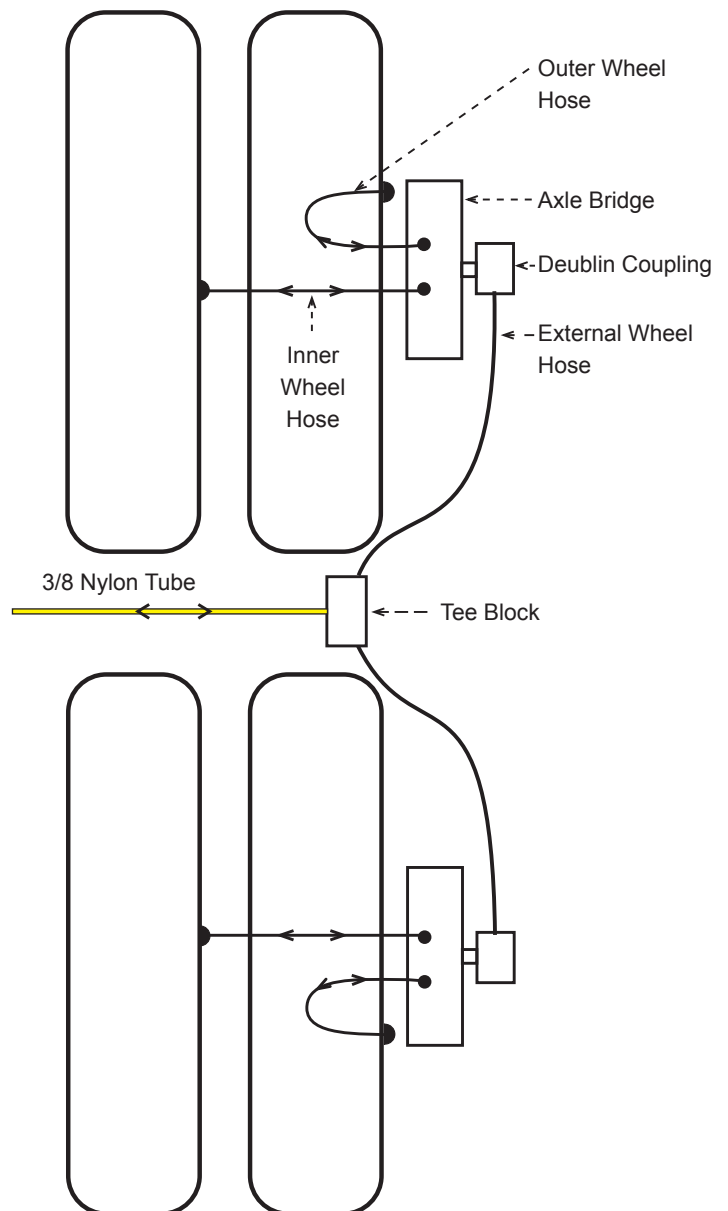 Outer Wheel
Hose
Axle Bridge
Deublin Coupling
External Wheel
Hose
Inner
Wheel
Hose
3/8 Nylon Tube
Tee Block